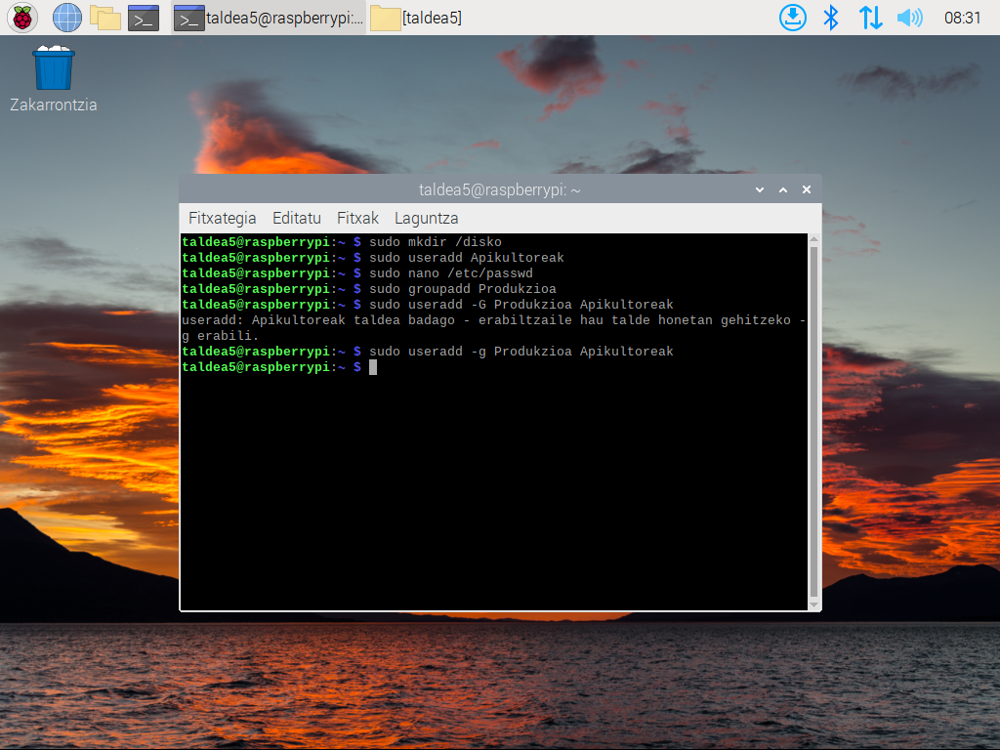 taldea5@raspberrypi:...
[taldea5]
08:31
Zakarrontzia
taldea5@raspberrypi: ~
Fitxategia Editatu Fitxak Laguntza
taldea5@raspberrypi:~ $ sudo mkdir /disko
taldea5@raspberrypi:~ $ sudo useradd Apikultoreak
taldea5@raspberrypi:~ $ sudo nano /etc/passwd
taldea5@raspberrypi:~ $ sudo groupadd Produkzioa
taldea5@raspberrypi:~ $ sudo useradd -G Produkzioa Apikultoreak
useradd: Apikultoreak taldea badago - erabiltzaile hau talde honetan gehitzeko -
g erabili.
taldea5@raspberrypi:~ $ sudo useradd -g Produkzioa Apikultoreak
taldea5@raspberrypi:~ $